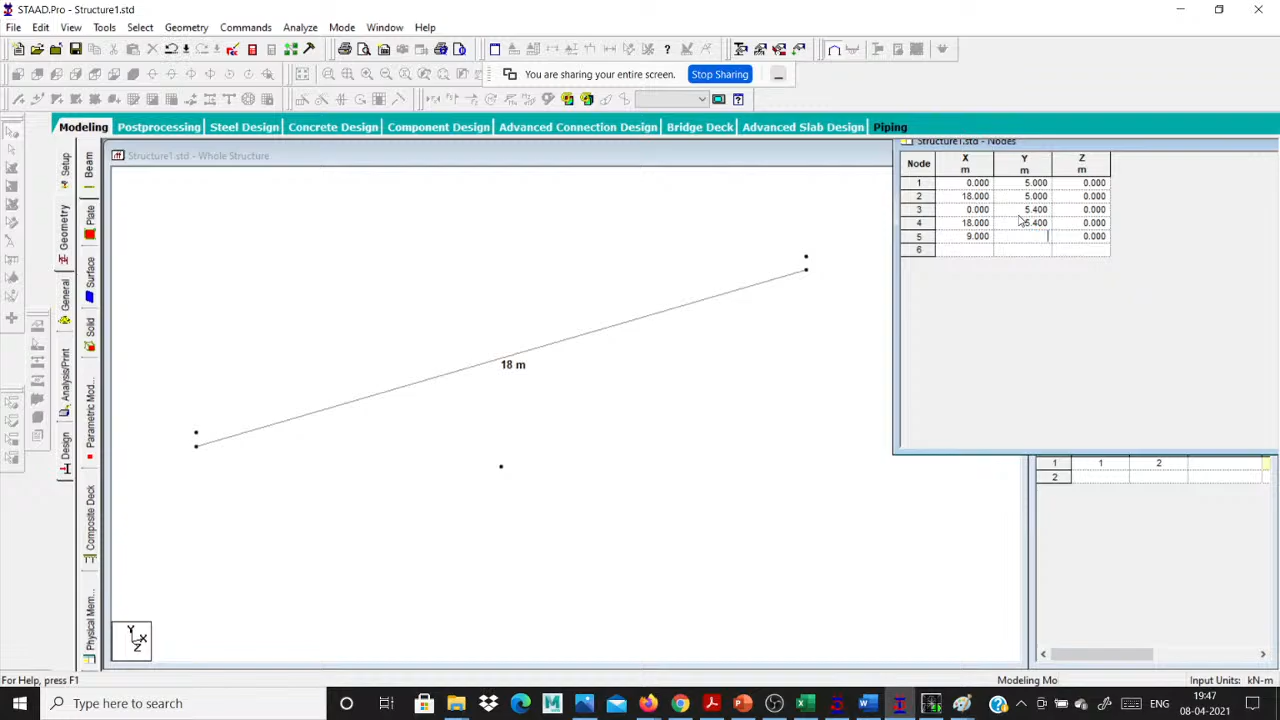 STAAD.Pro - Structure1.std
File Edit View Tools Select Geometry Commands Analyze Mode Window Help
You are sharing your entire screen. Stop Sharing
Modeling Postprocessing Steel Design Concrete Design Component Design Advanced Connection Design Bridge Deck Advanced Slab Design Piping
Structure1.std - Whole Structure
Structure1.std - Nodes
Node X m Y m Z m
1 0.000 5.000 0.000
2 18.000 5.000 0.000
3 0.000 5.400 0.000
4 18.000 5.400 0.000
5 9.000 0.000
6
18 m
1 1 2
2
Setup
Geometry
General
Analysis/Print
Design
Beam
Plate
Surface
Solid
Parametric Mod...
Composite Deck
Physical Mem...
Y X Z
For Help, press F1
Modeling Mo
Input Units: kN-m
Type here to search
ENG
19:47
08-04-2021